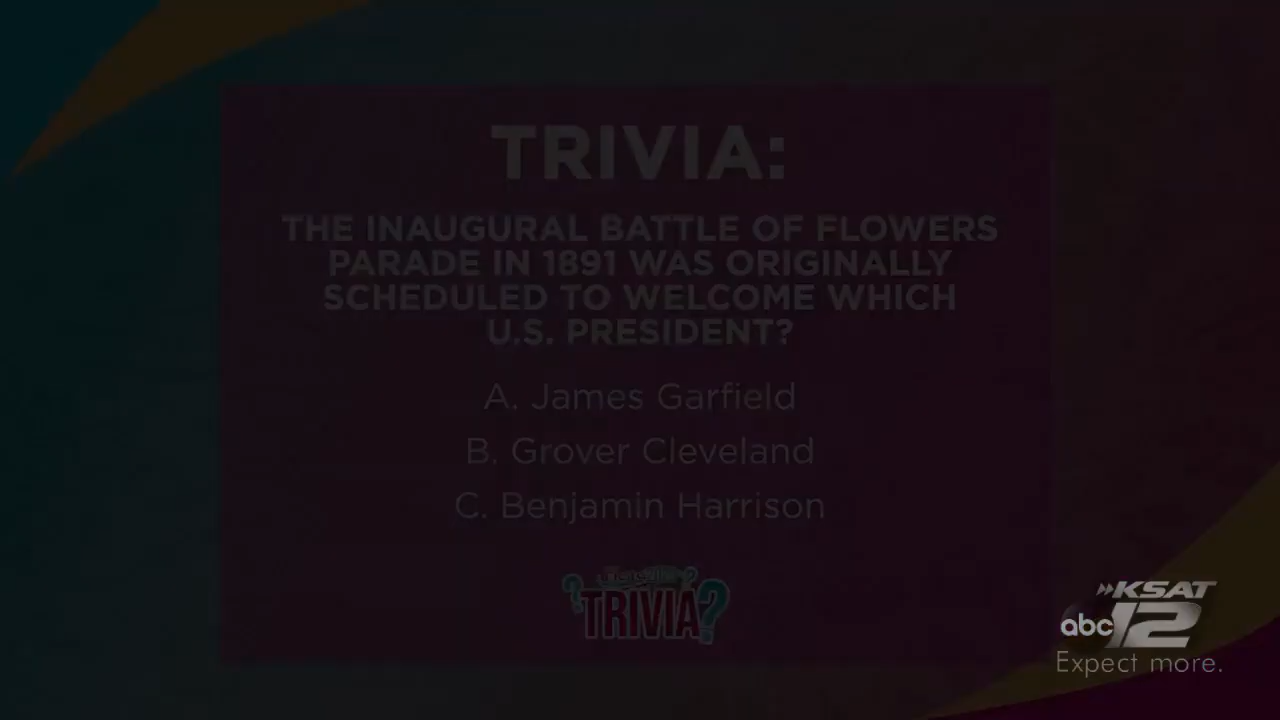 TRIVIA:
THE INAUGURAL BATTLE OF FLOWERS
PARADE IN 1891 WAS ORIGINALLY
SCHEDULED TO WELCOME WHICH
U.S. PRESIDENT?
A. James Garfield
B. Grover Cleveland
C. Benjamin Harrison
TRIVIA?
KSAT
abc 12
Expect more.